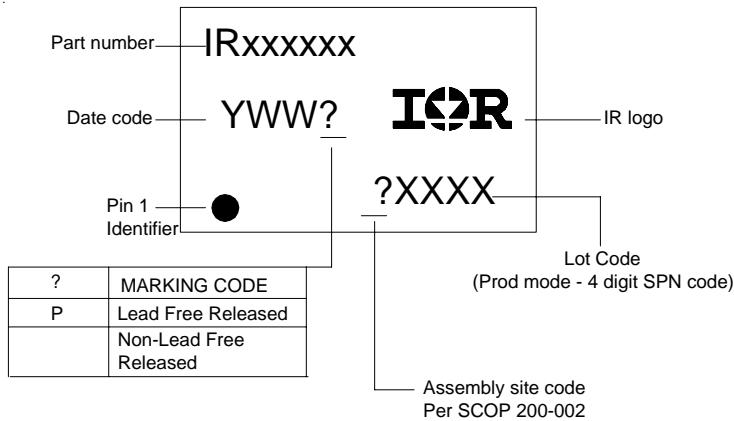 Part number
IRxxxxxx
Date code
YWW?
IOR
IR logo
?XXXX
Pin 1
Identifier
Lot Code
(Prod mode - 4 digit SPN code)
? MARKING CODE
P Lead Free Released
Non-Lead Free
Released
Assembly site code
Per SCOP 200-002